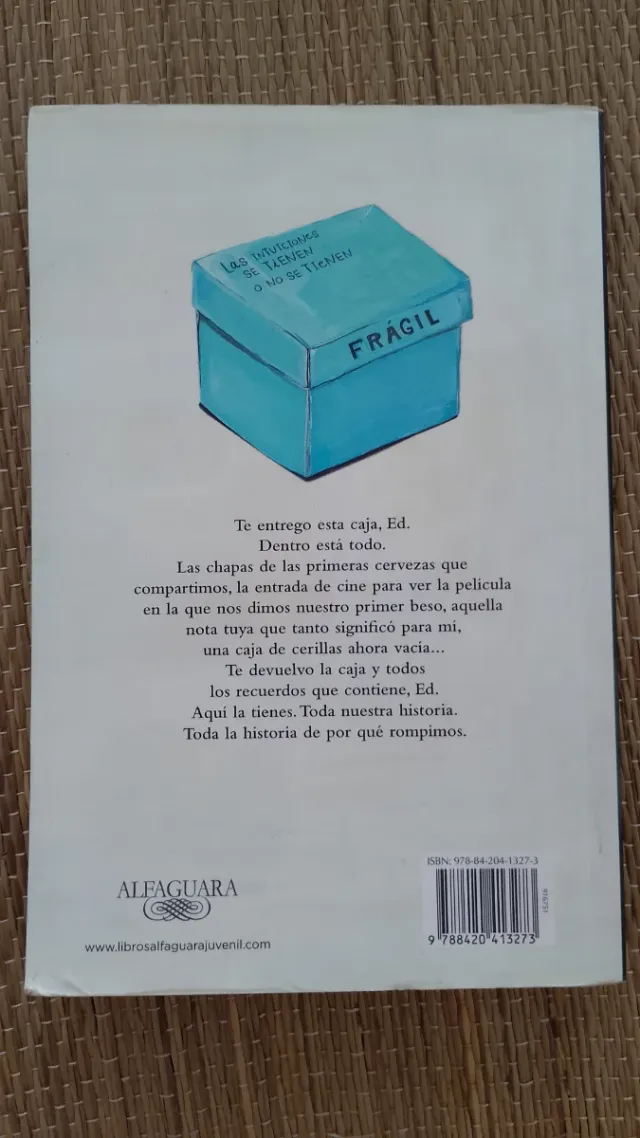 Las INTUICIONES
SE TIENEN
O NO SE TIENEN
FRÁGIL
Te entrego esta caja, Ed.
Dentro está todo.
Las chapas de las primeras cervezas que
compartimos, la entrada de cine para ver la película
en la que nos dimos nuestro primer beso, aquella
nota tuya que tanto significó para mí,
una caja de cerillas ahora vacía...
Te devuelvo la caja y todos
los recuerdos que contiene, Ed.
Aquí la tienes. Toda nuestra historia.
Toda la historia de por qué rompimos.
ALFAGUARA
www.librosalfaguarajuvenil.com
ISBN: 978-84-204-1327-3
9 788420 413273